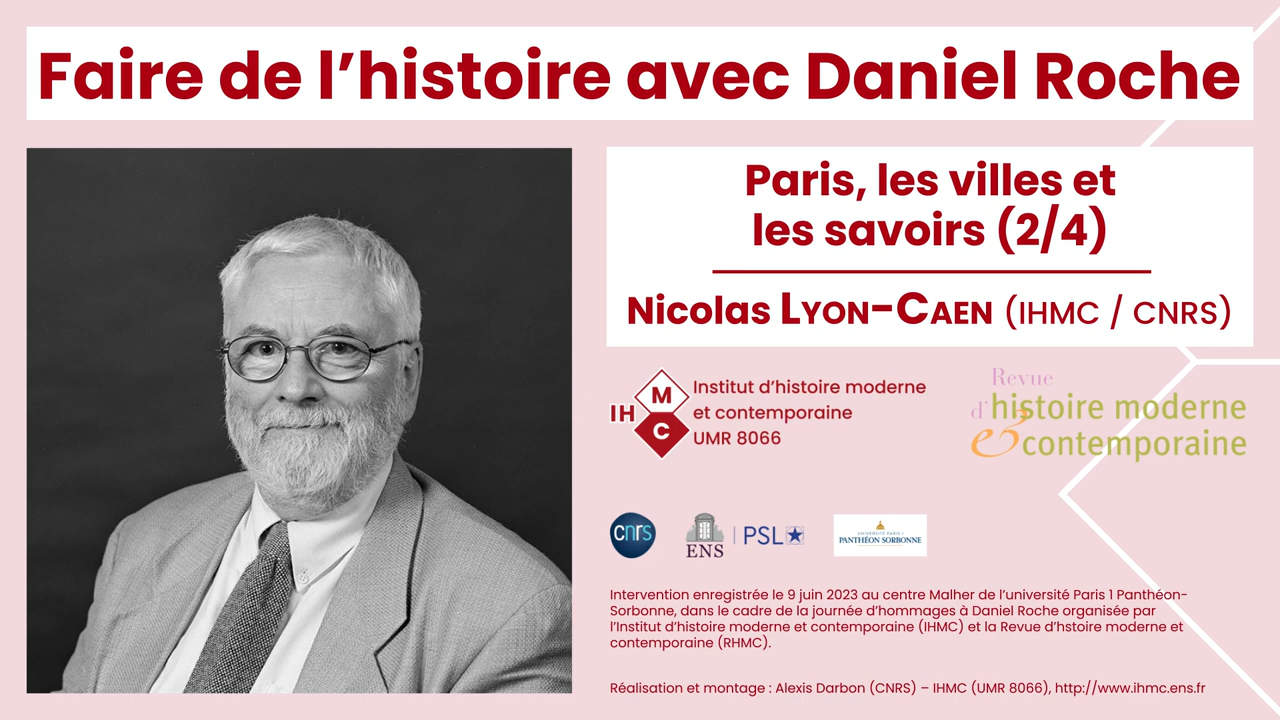 Faire de l’histoire avec Daniel Roche
Paris, les villes et
les savoirs (2/4)
Nicolas LYON-CAEN (IHMC / CNRS)
IH M C
Institut d’histoire moderne
et contemporaine
UMR 8066
Revue
d’histoire moderne
& contemporaine
cnrs
ENS
PSL
UNIVERSITÉ PARIS 1
PANTHÉON SORBONNE
Intervention enregistrée le 9 juin 2023 au centre Malher de l’université Paris 1 Panthéon-
Sorbonne, dans le cadre de la journée d’hommages à Daniel Roche organisée par
l’Institut d’histoire moderne et contemporaine (IHMC) et la Revue d’hstoire moderne et
contemporaine (RHMC).
Réalisation et montage : Alexis Darbon (CNRS) – IHMC (UMR 8066), http://www.ihmc.ens.fr